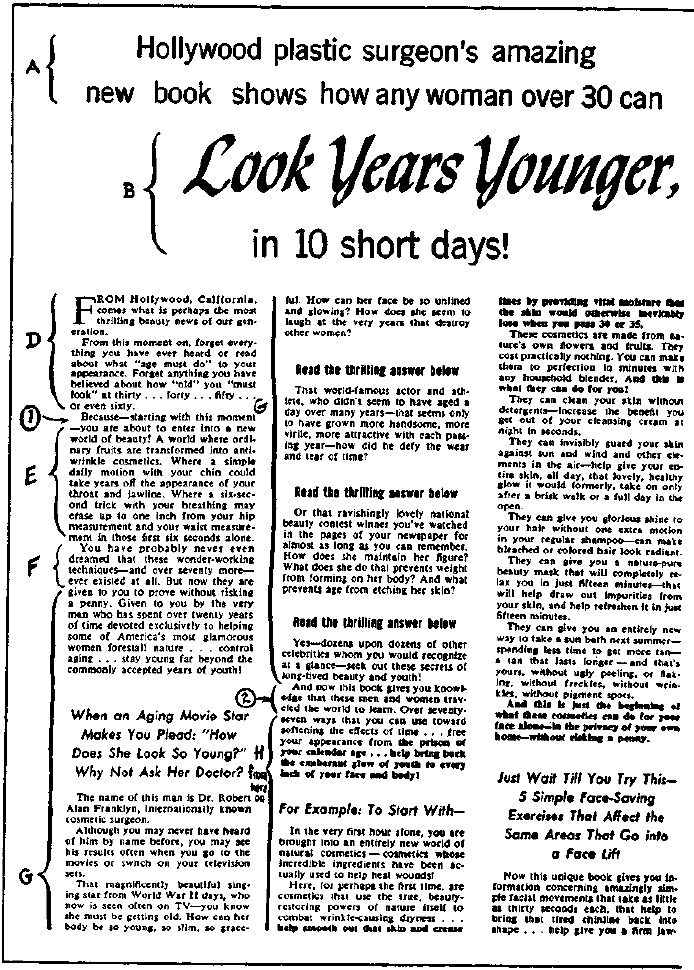 A
Hollywood plastic surgeon's amazing
new book shows how any woman over 30 can
B
Look Years Younger,
in 10 short days!
D
FROM Hollywood, California,
comes what is perhaps the most
thrilling beauty news of our gen-
eration.
From this moment on, forget every-
thing you have ever heard or read
about what "age must do" to your
appearance. Forget anything you have
believed about how "old" you "must
look" at thirty . . . forty . . . fifty . . .
or even sixty.
G
1
Because—starting with this moment
—you are about to enter into a new
world of beauty! A world where ordi-
nary fruits are transformed into anti-
wrinkle cosmetics. Where a simple
E
daily motion with your chin could
take years off the appearance of your
throat and jawline. Where a six-sec-
ond trick with your breathing may
erase up to one inch from your hip
measurement and your waist measure-
ment in those first six seconds alone.
F
You have probably never even
dreamed that these wonder-working
techniques—and over seventy more—
ever existed at all. But now they are
given to you to prove without risking
a penny. Given to you by the very
man who has spent over twenty years
of time devoted exclusively to helping
some of America's most glamorous
women forestall nature . . . control
aging . . . stay young far beyond the
commonly accepted years of youth!
When an Aging Movie Star
Makes You Plead: "How
Does She Look So Young?" H
Why Not Ask Her Doctor? from
here
on
The name of this man is Dr. Robert
Alan Franklyn, internationally known
cosmetic surgeon.
Although you may never have heard
of him by name before, you may see
his results often when you go to the
movies or switch on your television
sets.
G
That magnificently beautiful sing-
ing star from World War II days, who
now is seen often on TV—you know
she must be getting old. How can her
body be so young, so slim, so grace-
ful. How can her face be so unlined
and glowing? How does she seem to
laugh at the very years that destroy
other women?
Read the thrilling answer below
That world-famous actor and ath-
lete, who didn't seem to have aged a
day over many years—that seems only
to have grown more handsome, more
virile, more attractive with each pass-
ing year—how did he defy the wear
and tear of time?
Read the thrilling answer below
Or that ravishingly lovely national
beauty contest winner you've watched
in the pages of your newspaper for
almost as long as you can remember.
How does she maintain her figure?
What does she do that prevents weight
from forming on her body? And what
prevents age from etching her skin?
Read the thrilling answer below
Yes—dozens upon dozens of other
celebrities whom you would recognize
at a glance—seek out these secrets of
long-lived beauty and youth!
2
And now this book gives you knowl-
edge that these men and women trav-
eled the world to learn. Over seventy-
seven ways that you can use toward
softening the effects of time . . . free
your appearance from the prison of
your calendar age . . . help bring back
the exuberant glow of youth to every
inch of your face and body!
For Example: To Start With—
In the very first hour alone, you are
brought into an entirely new world of
natural cosmetics — cosmetics whose
incredible ingredients have been ac-
tually used to help heal wounds!
Here, for perhaps the first time, are
cosmetics that use the true, beauty-
restoring powers of nature itself to
combat wrinkle-causing dryness . . .
help smooth out that skin and crease
lines by providing vital moisture that
the skin would otherwise inevitably
lose when you pass 30 or 35.
These cosmetics are made from na-
ture's own flowers and fruits. They
cost practically nothing. You can make
them to perfection in minutes with
any household blender. And this is
what they can do for you!
They can clean your skin without
detergents—increase the benefit you
get out of your cleansing cream at
night in seconds.
They can invisibly guard your skin
against sun and wind and other ele-
ments in the air—help give your en-
tire skin, all day, that lovely, healthy
glow it would formerly, take on only
after a brisk walk or a full day in the
open.
They can give you glorious shine to
your hair without one extra motion
in your regular shampoo—can make
bleached or colored hair look radiant.
They can give you a nature-pure
beauty mask that will completely re-
lax you in just fifteen minutes—that
will help draw out impurities from
your skin, and help refreshen it in just
fifteen minutes.
They can give you an entirely new
way to take a sun bath next summer—
spending less time to get more tan—
a tan that lasts longer — and that's
yours, without ugly peeling, or flak-
ing, without freckles, without wrin-
kles, without pigment spots.
And this is just the beginning of
what these cosmetics can do for your
face alone—in the privacy of your own
home—without risking a penny.
Just Wait Till You Try This—
5 Simple Face-Saving
Exercises That Affect the
Same Areas That Go into
a Face Lift
Now this unique book gives you in-
formation concerning amazingly sim-
ple facial movements that take as little
as thirty seconds each, that help to
bring that tired chinline back into
shape . . . help give you a firm jaw-